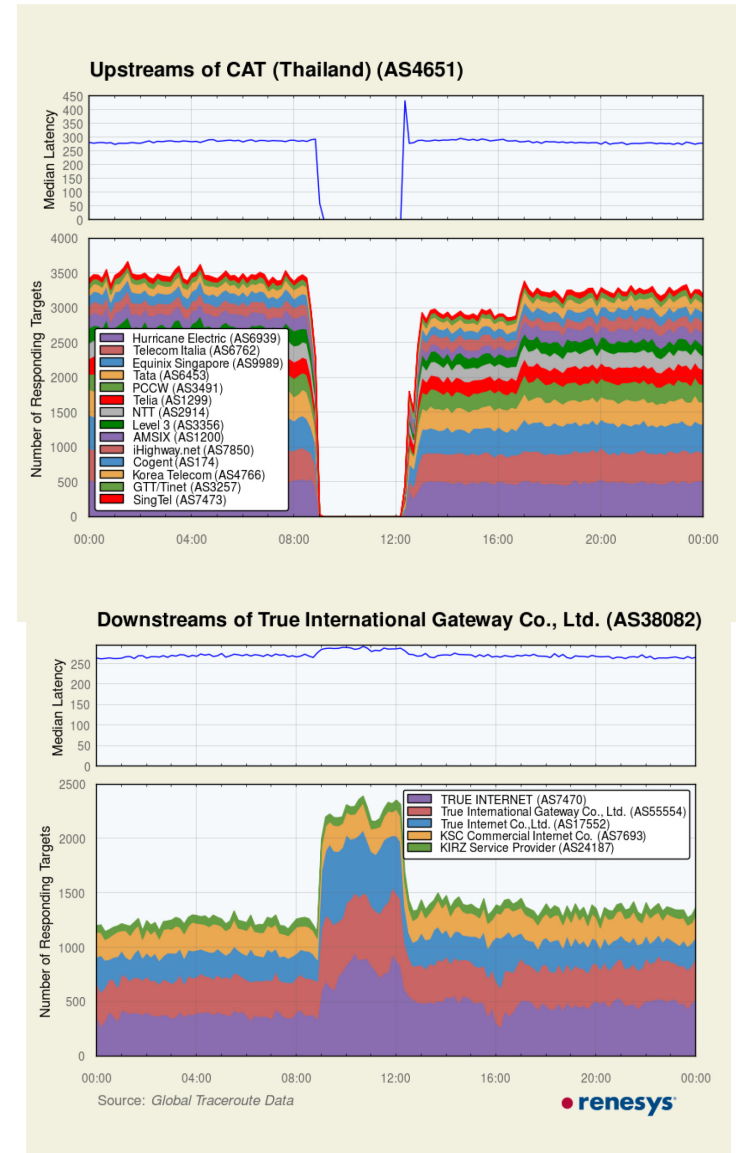 Upstreams of CAT (Thailand) (AS4651)
Median Latency
450
400
350
300
250
200
150
100
50
0
Number of Responding Targets
4000
3500
3000
2500
2000
1500
1000
500
0
Hurricane Electric (AS6939)
Telecom Italia (AS6762)
Equinix Singapore (AS9989)
Tata (AS6453)
PCCW (AS3491)
Telia (AS1299)
NTT (AS2914)
Level 3 (AS3356)
AMSIX (AS1200)
iHighway.net (AS7850)
Cogent (AS174)
Korea Telecom (AS4766)
GTT/Tinet (AS3257)
SingTel (AS7473)
00:00 04:00 08:00 12:00 16:00 20:00 00:00
Downstreams of True International Gateway Co., Ltd. (AS38082)
Median Latency
250
200
150
100
50
0
Number of Responding Targets
2500
2000
1500
1000
500
0
TRUE INTERNET (AS7470)
True International Gateway Co., Ltd. (AS55554)
True Internet Co.,Ltd. (AS17552)
KSC Commercial Internet Co. (AS7693)
KIRZ Service Provider (AS24187)
00:00 04:00 08:00 12:00 16:00 20:00 00:00
Source: Global Traceroute Data
renesys